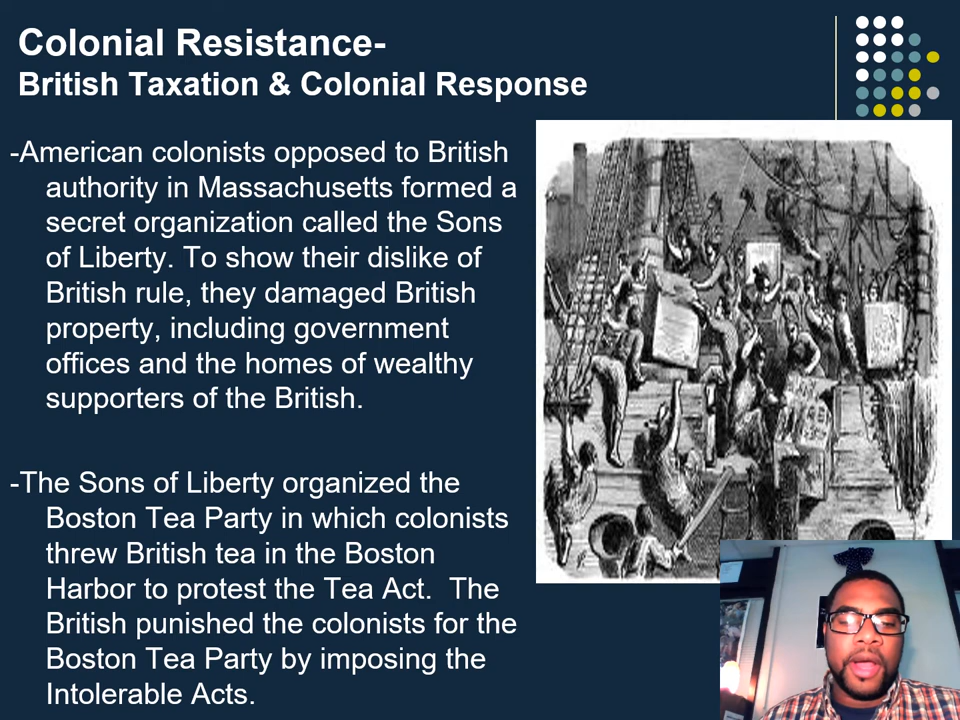 Colonial Resistance-
British Taxation & Colonial Response
-American colonists opposed to British
authority in Massachusetts formed a
secret organization called the Sons
of Liberty. To show their dislike of
British rule, they damaged British
property, including government
offices and the homes of wealthy
supporters of the British.
-The Sons of Liberty organized the
Boston Tea Party in which colonists
threw British tea in the Boston
Harbor to protest the Tea Act.  The
British punished the colonists for the
Boston Tea Party by imposing the
Intolerable Acts.